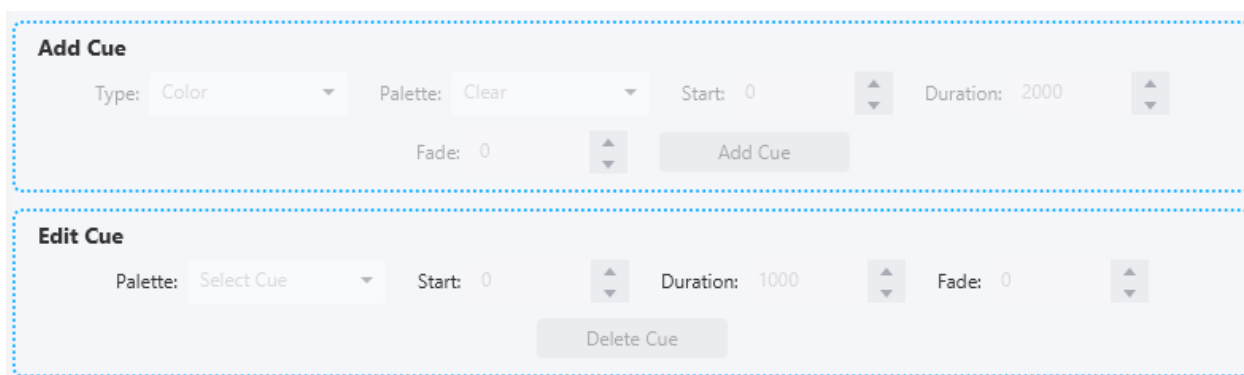 Add Cue
Type: Color Palette: Clear Start: 0 Duration: 2000
Fade: 0 Add Cue
Edit Cue
Palette: Select Cue Start: 0 Duration: 1000 Fade: 0
Delete Cue